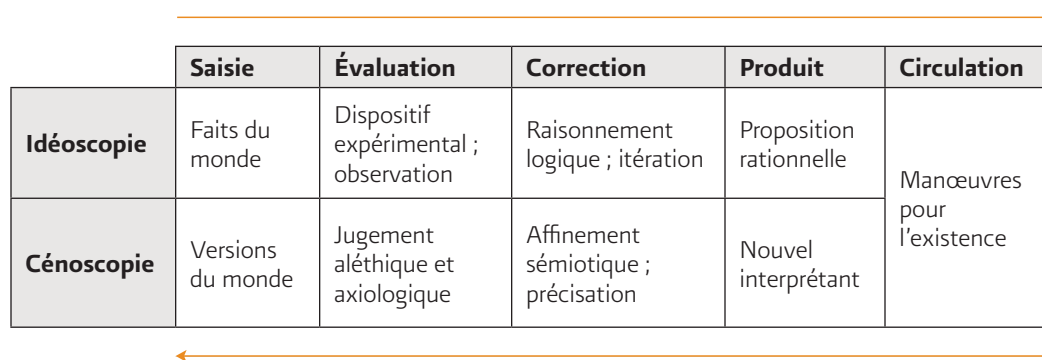 Saisie Évaluation Correction Produit Circulation
Idéoscopie
Faits du
monde
Dispositif
expérimental ;
observation
Raisonnement
logique ; itération
Proposition
rationnelle
Manœuvres
pour
l'existence
Cénoscopie
Versions
du monde
Jugement
aléthique et
axiologique
Affinement
sémiotique ;
précisation
Nouvel
interprétant